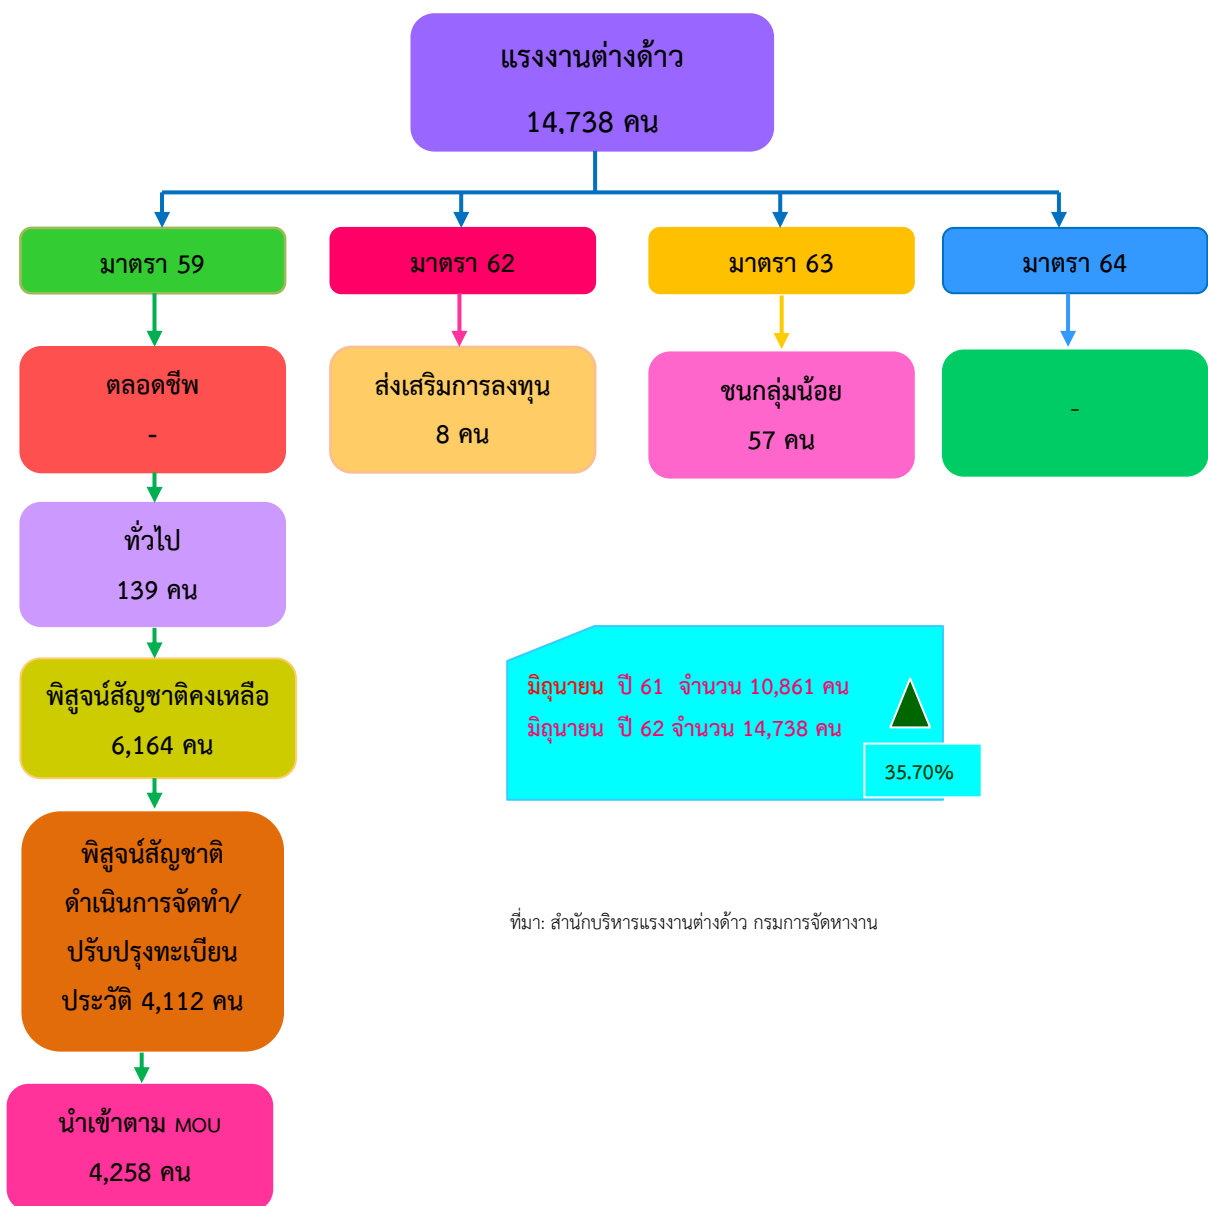 แรงงานต่างด้าว
14,738 คน
มาตรา 59
มาตรา 62
มาตรา 63
มาตรา 64
ตลอดชีพ
-
ส่งเสริมการลงทุน
8 คน
ชนกลุ่มน้อย
57 คน
-
ทั่วไป
139 คน
พิสูจน์สัญชาติคงเหลือ
6,164 คน
พิสูจน์สัญชาติ
ดำเนินการจัดทำ/
ปรับปรุงทะเบียน
ประวัติ 4,112 คน
นำเข้าตาม MOU
4,258 คน
มิถุนายน ปี 61 จำนวน 10,861 คน
มิถุนายน ปี 62 จำนวน 14,738 คน
35.70%
ที่มา: สำนักบริหารแรงงานต่างด้าว กรมการจัดหางาน